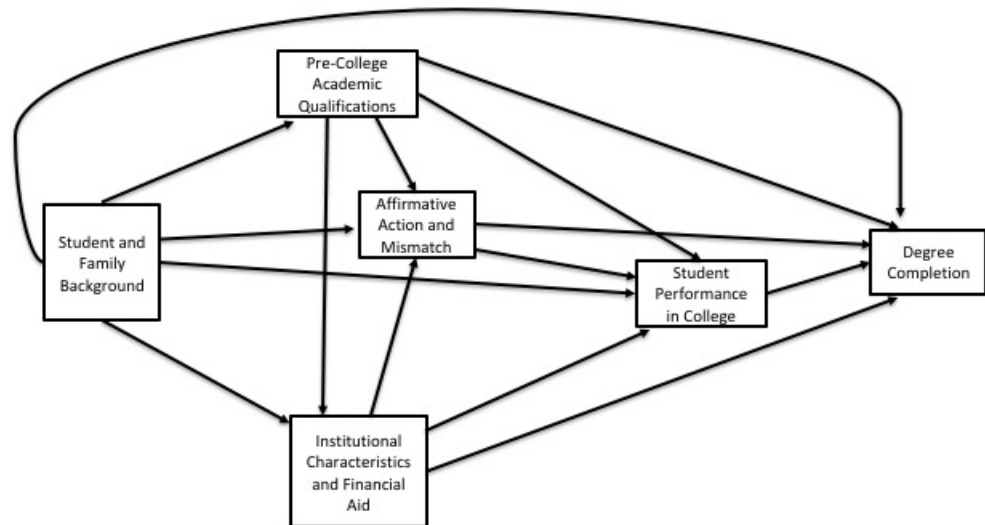 Pre-College
Academic
Qualifications
Affirmative
Action and
Mismatch
Student and
Family
Background
Degree
Completion
Student
Performance
in College
Institutional
Characteristics
and Financial
Aid